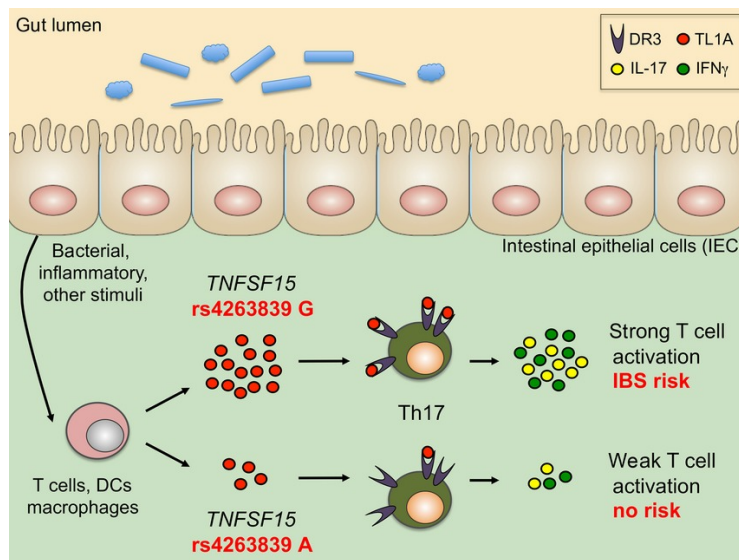 Gut lumen
DR3 TL1A
IL-17 IFNγ
Bacterial,
inflammatory,
other stimuli
Intestinal epithelial cells (IEC
TNFSF15
rs4263839 G
Strong T cell
activation
IBS risk
Th17
T cells, DCs
macrophages
TNFSF15
rs4263839 A
Weak T cell
activation
no risk